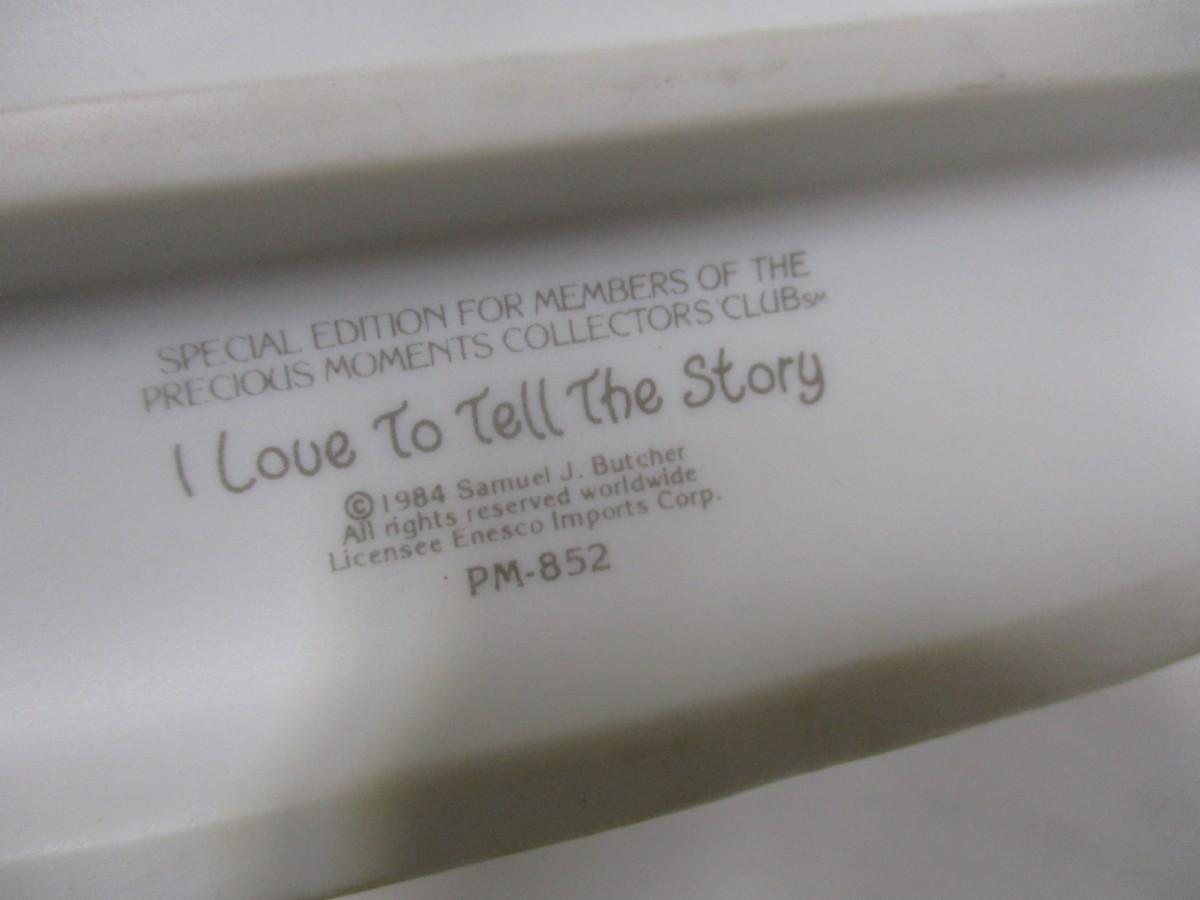 SPECIAL EDITION FOR MEMBERS OF THE
PRECIOUS MOMENTS COLLECTORS' CLUB℠
I Love To Tell The Story
©1984 Samuel J. Butcher
All rights reserved worldwide
Licensee Enesco Imports Corp.
PM-852